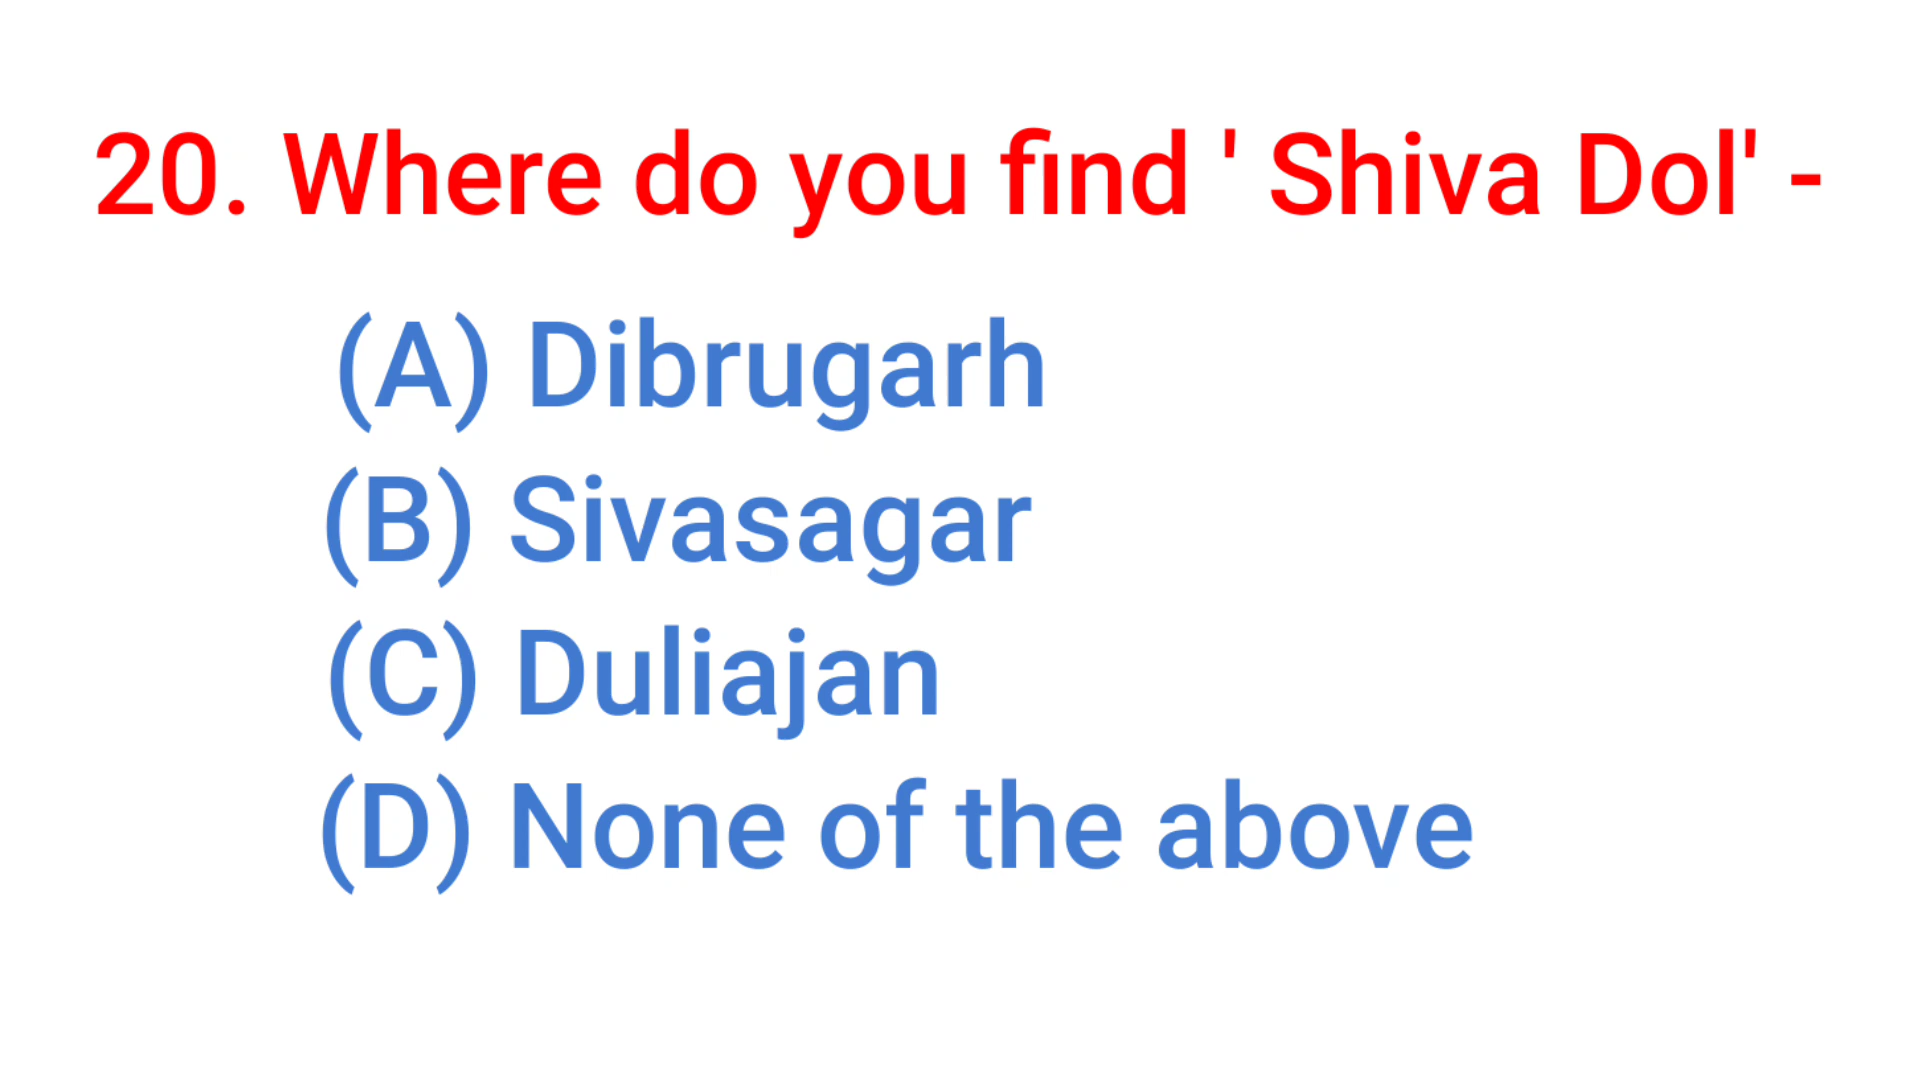 20. Where do you find ' Shiva Dol' -
(A) Dibrugarh
(B) Sivasagar
(C) Duliajan
(D) None of the above